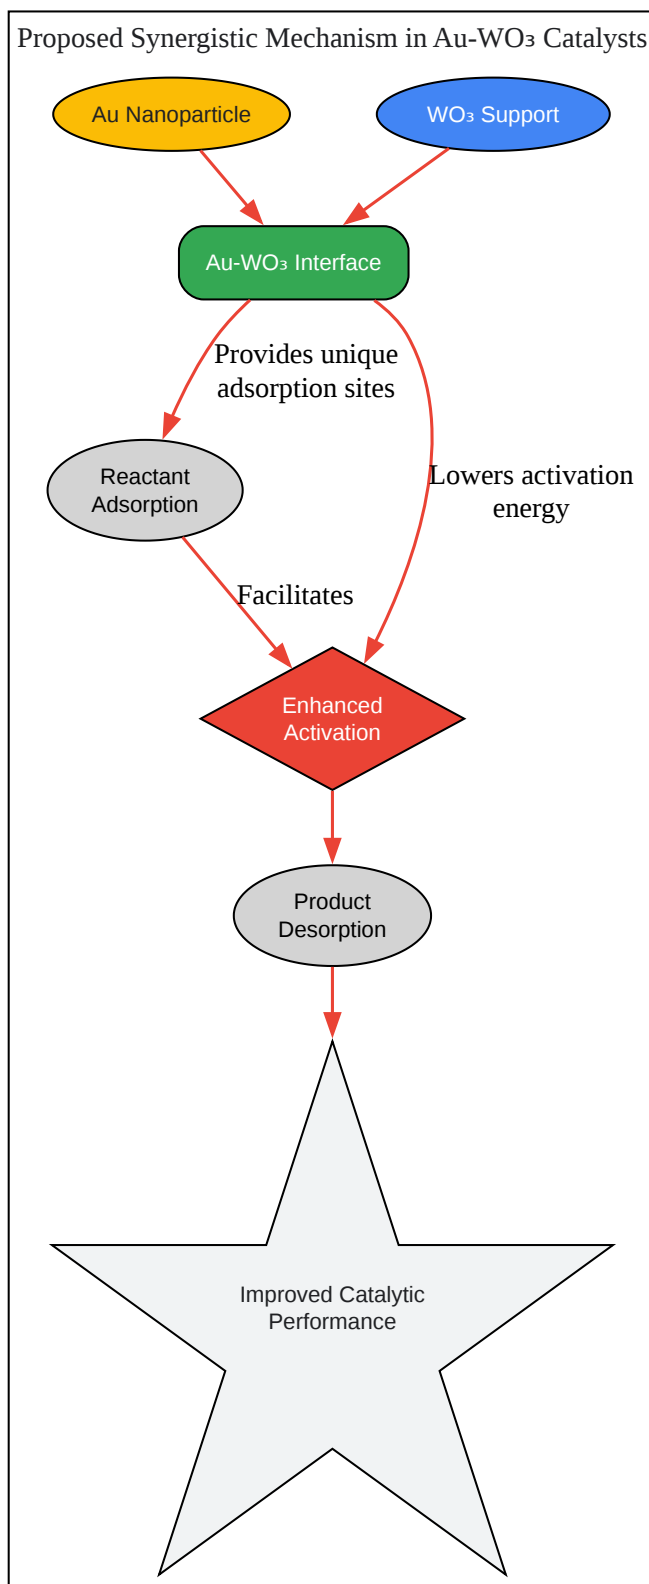 Proposed Synergistic Mechanism in Au-WO₃ Catalysts
Au Nanoparticle
WO₃ Support
Au-WO₃ Interface
Provides unique
adsorption sites
Reactant
Adsorption
Lowers activation
energy
Facilitates
Enhanced
Activation
Product
Desorption
Improved Catalytic
Performance